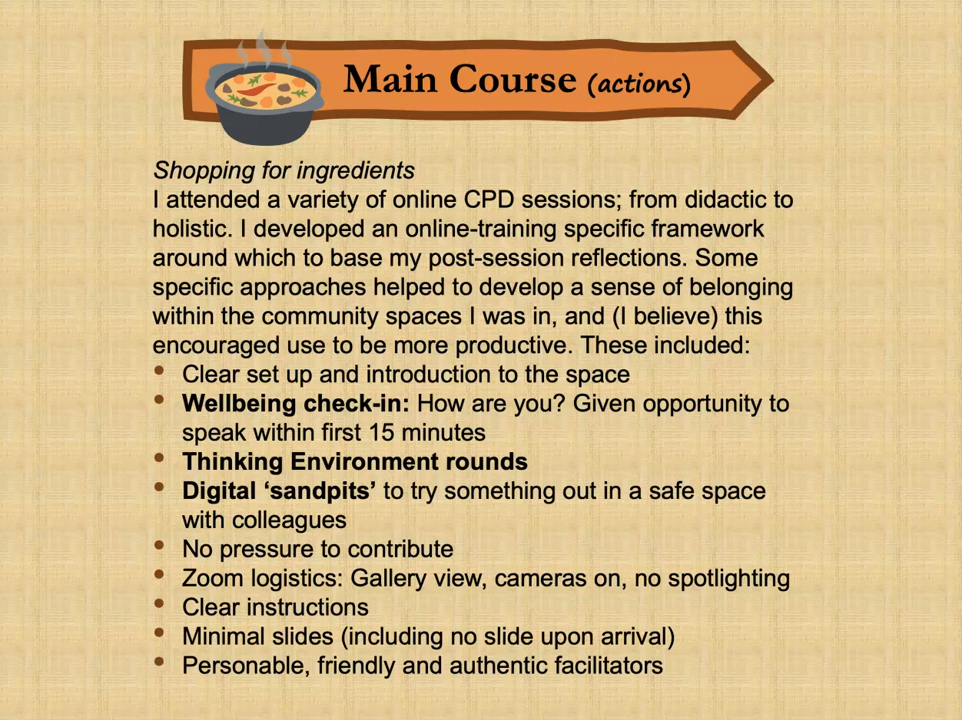 Main Course (actions)
Shopping for ingredients
I attended a variety of online CPD sessions; from didactic to
holistic. I developed an online-training specific framework
around which to base my post-session reflections. Some
specific approaches helped to develop a sense of belonging
within the community spaces I was in, and (I believe) this
encouraged use to be more productive. These included:
• Clear set up and introduction to the space
• Wellbeing check-in: How are you? Given opportunity to
speak within first 15 minutes
• Thinking Environment rounds
• Digital ‘sandpits’ to try something out in a safe space
with colleagues
• No pressure to contribute
• Zoom logistics: Gallery view, cameras on, no spotlighting
• Clear instructions
• Minimal slides (including no slide upon arrival)
• Personable, friendly and authentic facilitators